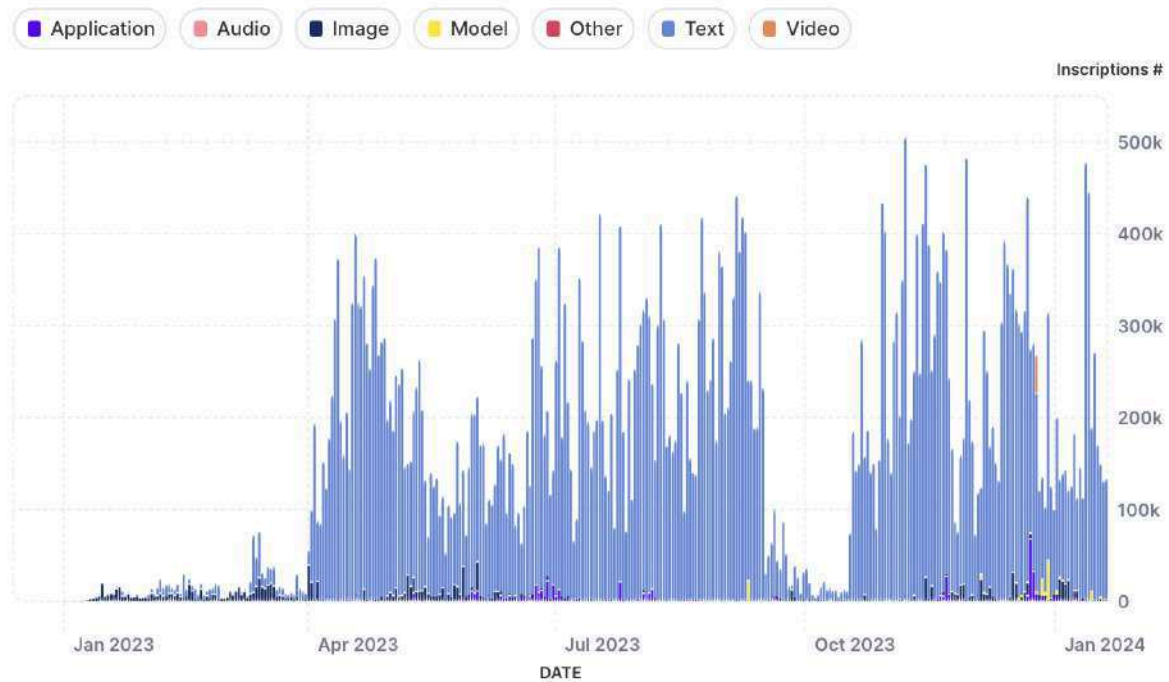 Application Audio Image Model Other Text Video
Inscriptions #
500k
400k
300k
200k
100k
0
Jan 2023 Apr 2023 Jul 2023 Oct 2023 Jan 2024
DATE